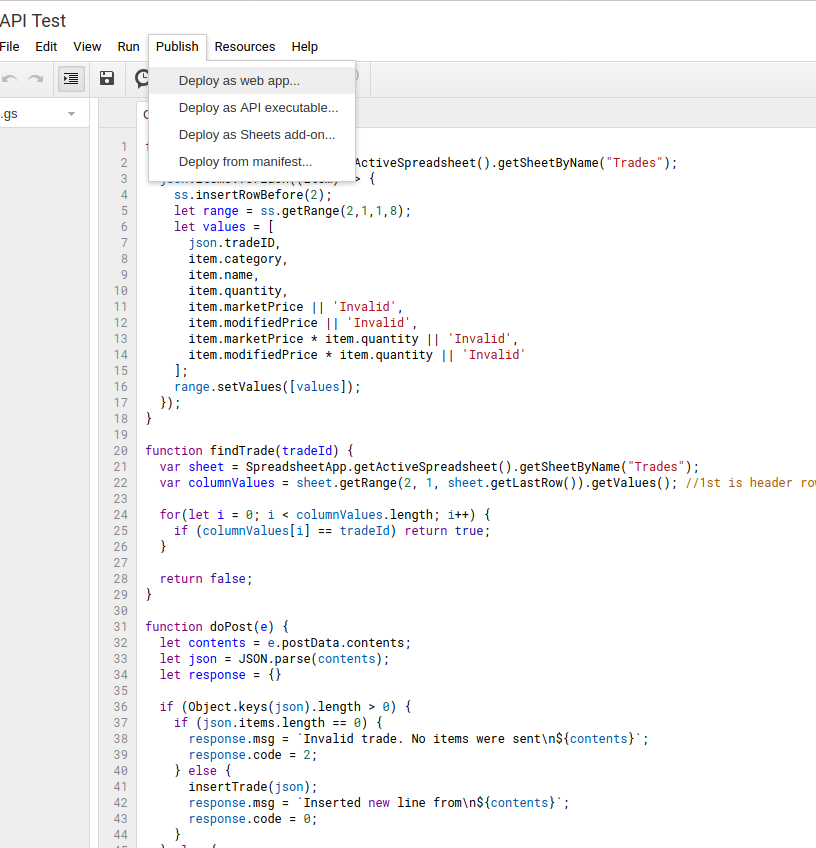 API Test
File Edit View Run Publish Resources Help
Deploy as web app...
.gs
Deploy as API executable...
Deploy as Sheets add-on...
Deploy from manifest...
1
2 ActiveSpreadsheet().getSheetByName("Trades");
3 {
4 ss.insertRowBefore(2);
5 let range = ss.getRange(2,1,1,8);
6 let values = [
7 json.tradeID,
8 item.category,
9 item.name,
10 item.quantity,
11 item.marketPrice || 'Invalid',
12 item.modifiedPrice || 'Invalid',
13 item.marketPrice * item.quantity || 'Invalid',
14 item.modifiedPrice * item.quantity || 'Invalid'
15 ];
16 range.setValues([values]);
17 });
18 }
19
20 function findTrade(tradeId) {
21 var sheet = SpreadsheetApp.getActiveSpreadsheet().getSheetByName("Trades");
22 var columnValues = sheet.getRange(2, 1, sheet.getLastRow()).getValues(); //1st is header
23
24 for(let i = 0; i < columnValues.length; i++) {
25 if (columnValues[i] == tradeId) return true;
26 }
27
28 return false;
29 }
30
31 function doPost(e) {
32 let contents = e.postData.contents;
33 let json = JSON.parse(contents);
34 let response = {}
35
36 if (Object.keys(json).length > 0) {
37 if (json.items.length == 0) {
38 response.msg = `Invalid trade. No items were sent\n${contents}`;
39 response.code = 2;
40 } else {
41 insertTrade(json);
42 response.msg = `Inserted new line from\n${contents}`;
43 response.code = 0;
44 }